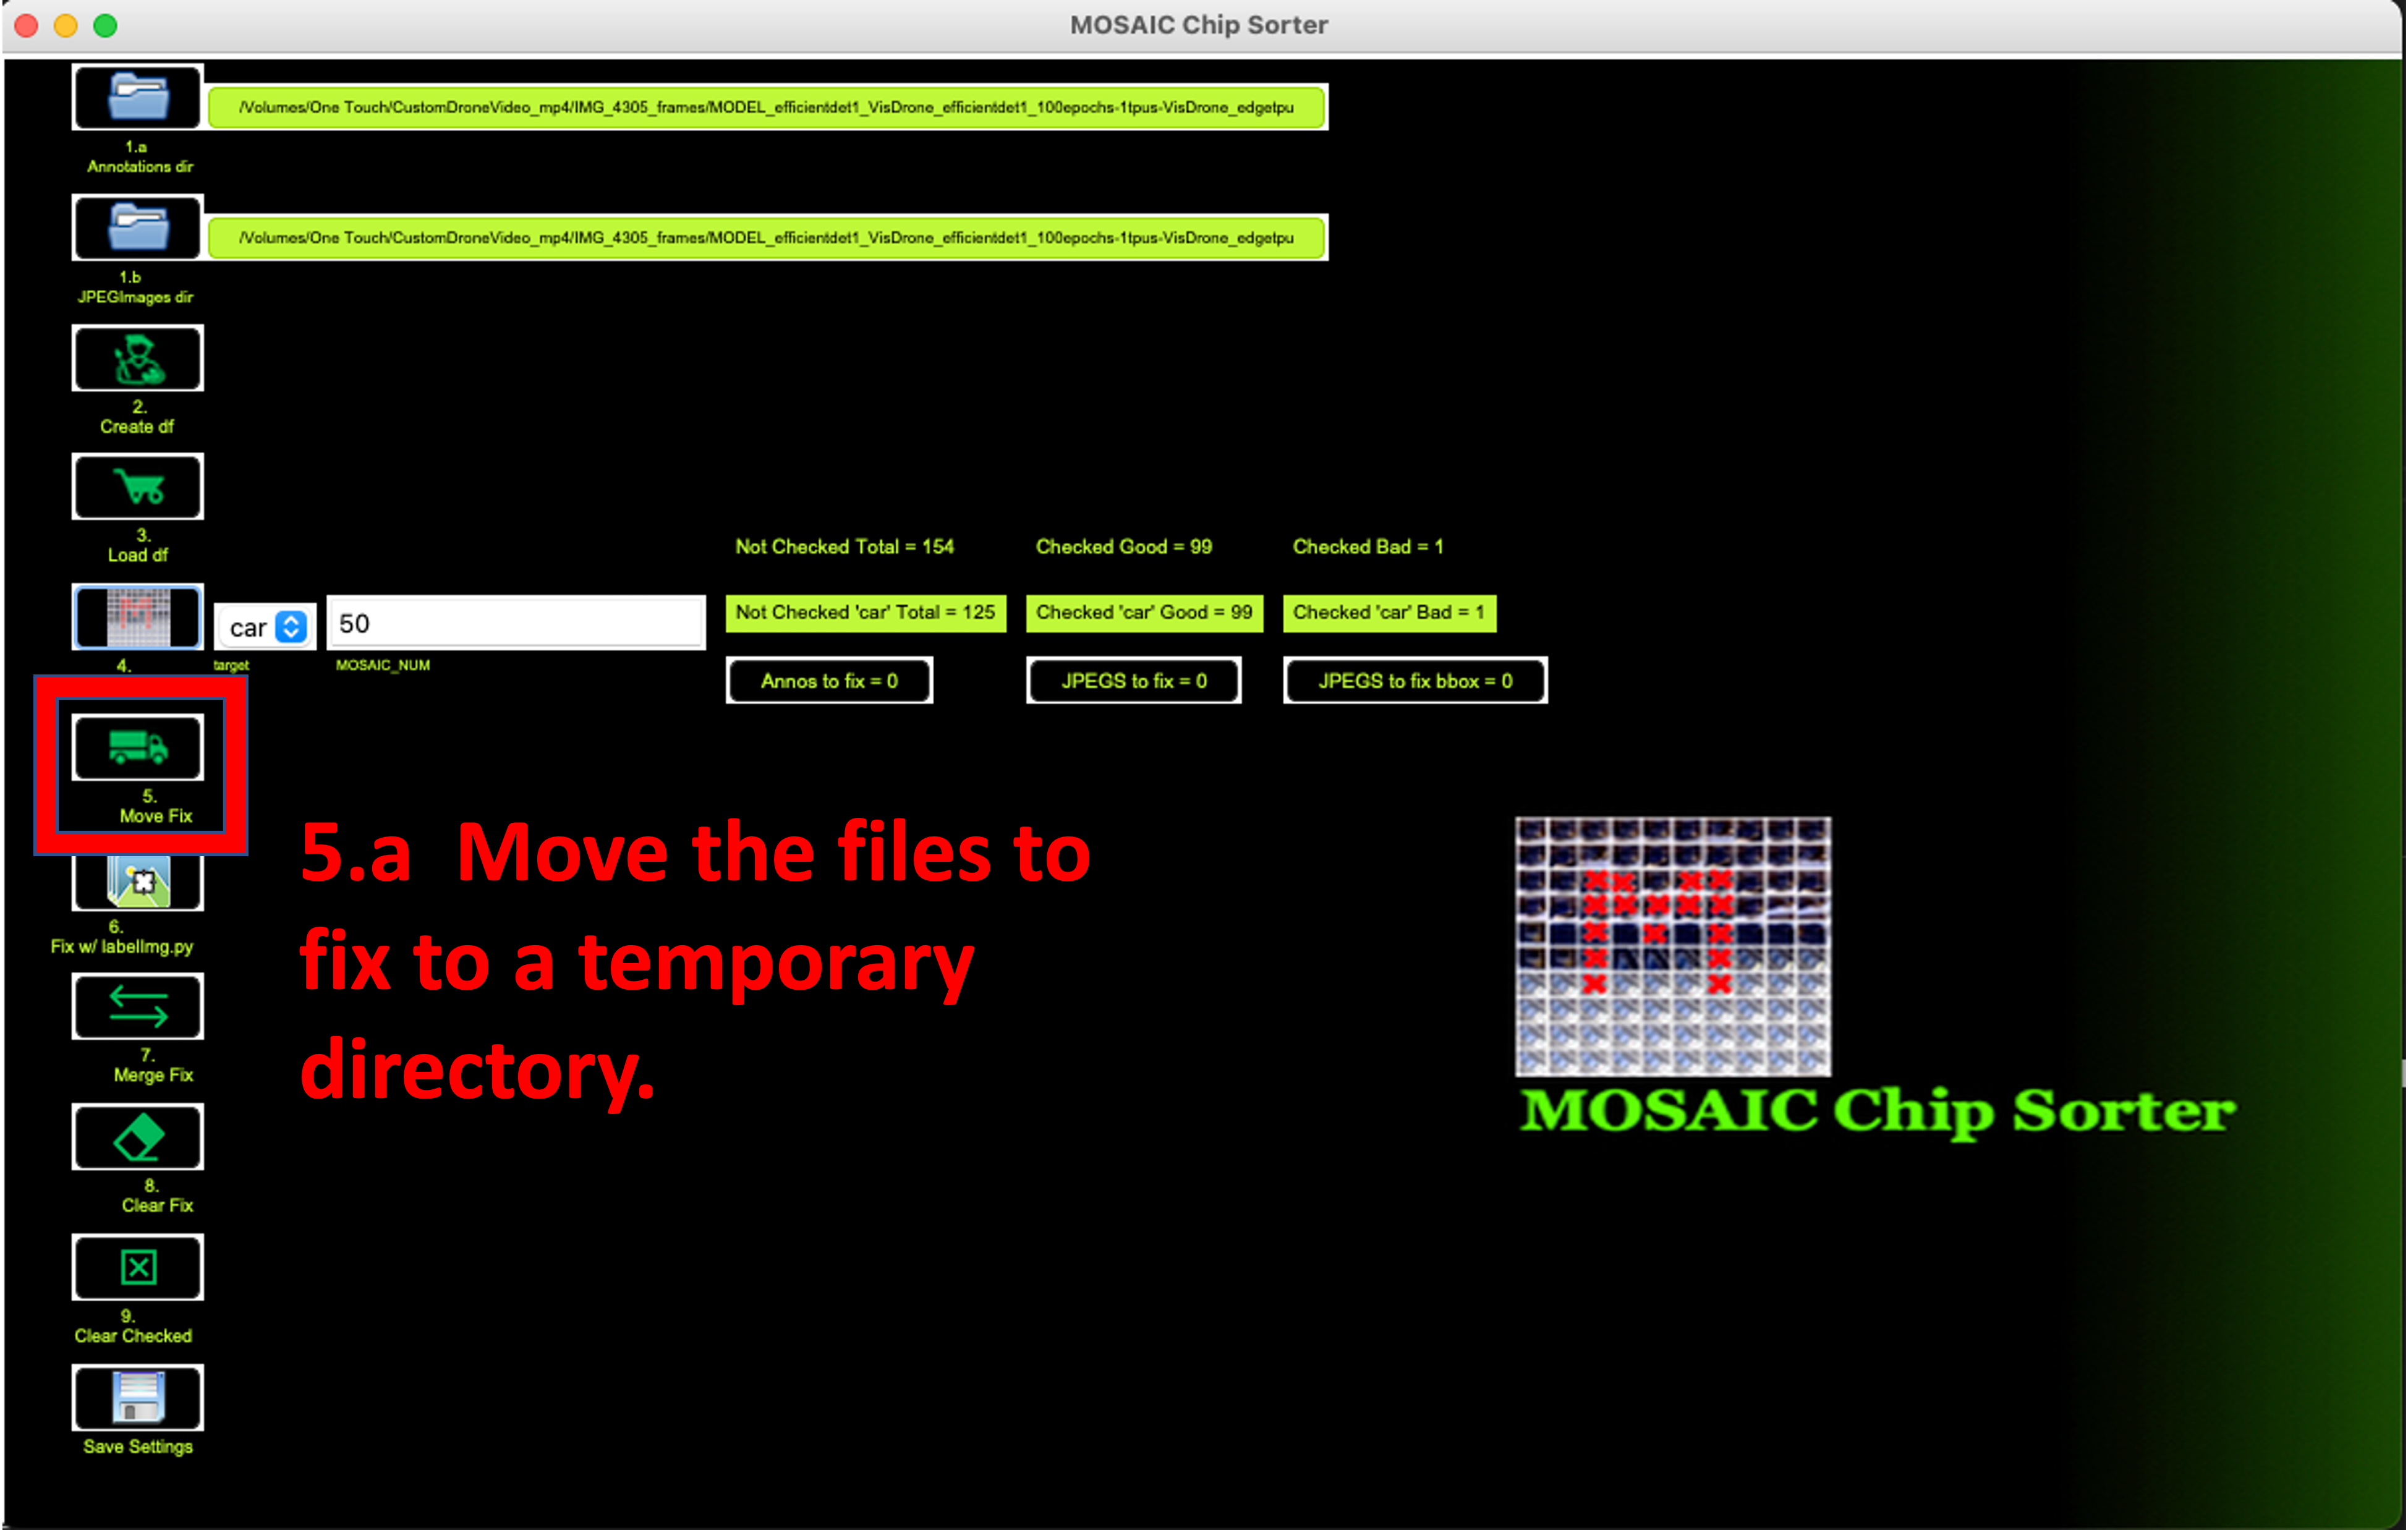 MOSAIC Chip Sorter
/Volumes/One Touch/CustomDroneVideo_mp4/IMG_4305_frames/MODEL_efficientdet1_VisDrone_efficientdet1_100epochs-1tpus-VisDrone_edgetpu
1.a
Annotations dir
/Volumes/One Touch/CustomDroneVideo_mp4/IMG_4305_frames/MODEL_efficientdet1_VisDrone_efficientdet1_100epochs-1tpus-VisDrone_edgetpu
1.b
JPEGImages dir
2.
Create df
3.
Load df
Not Checked Total = 154 Checked Good = 99 Checked Bad = 1
M car 50 Not Checked 'car' Total = 125 Checked 'car' Good = 99 Checked 'car' Bad = 1
4. target MOSAIC_NUM
Annos to fix = 0 JPEGS to fix = 0 JPEGS to fix bbox = 0
5.
Move Fix
5.a Move the files to
fix to a temporary
directory.
6.
Fix w/ labelImg.py
7.
Merge Fix
MOSAIC Chip Sorter
8.
Clear Fix
9.
Clear Checked
Save Settings